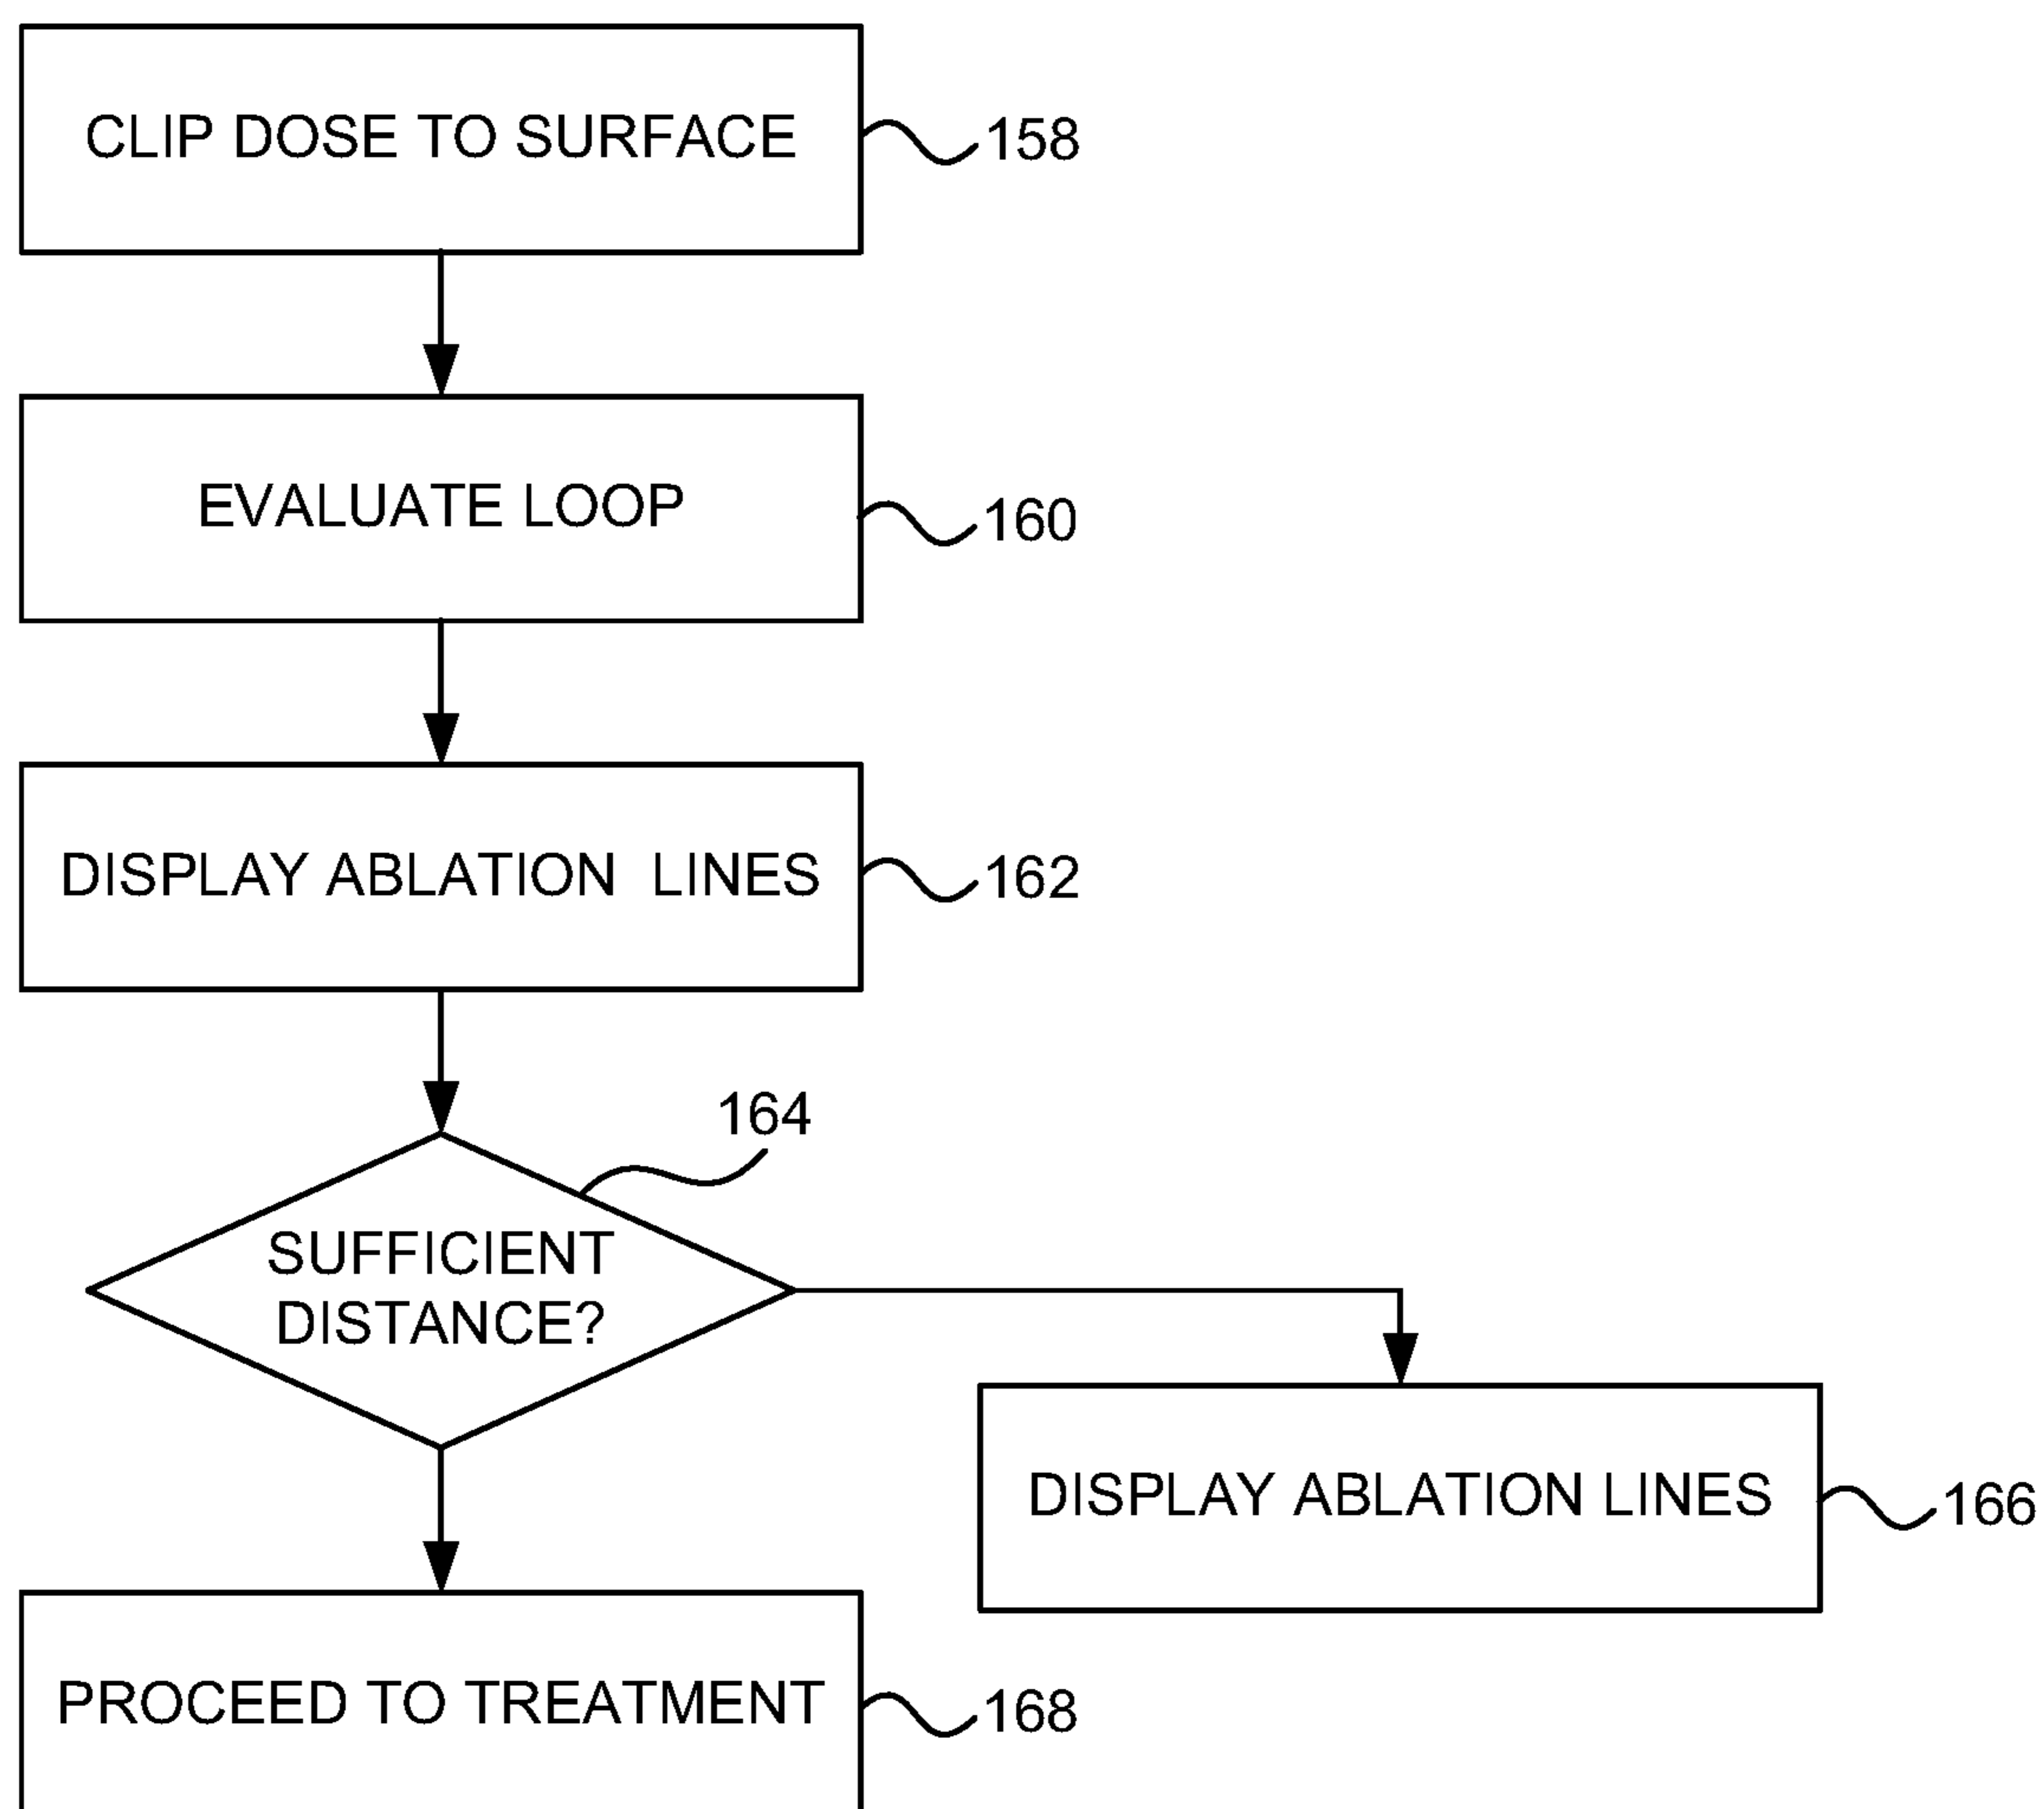 CLIP DOSE TO SURFACE
158
EVALUATE LOOP
160
DISPLAY ABLATION LINES
162
164
SUFFICIENT
DISTANCE?
DISPLAY ABLATION LINES
166
PROCEED TO TREATMENT
168